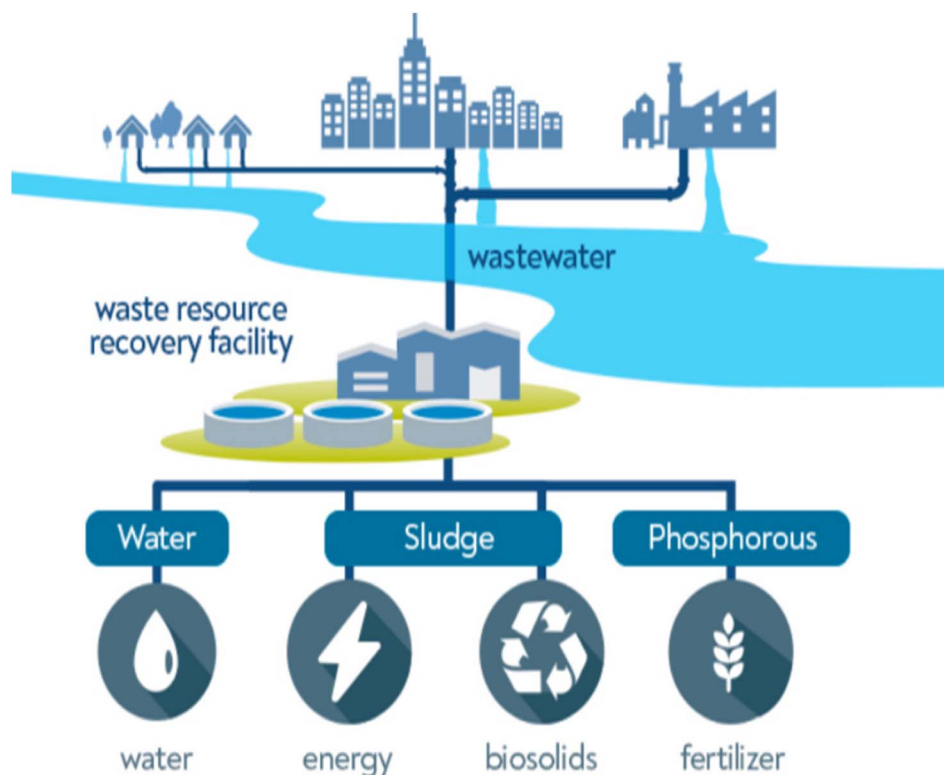 wastewater
waste resource
recovery facility
Water
Sludge
Phosphorous
water
energy
biosolids
fertilizer